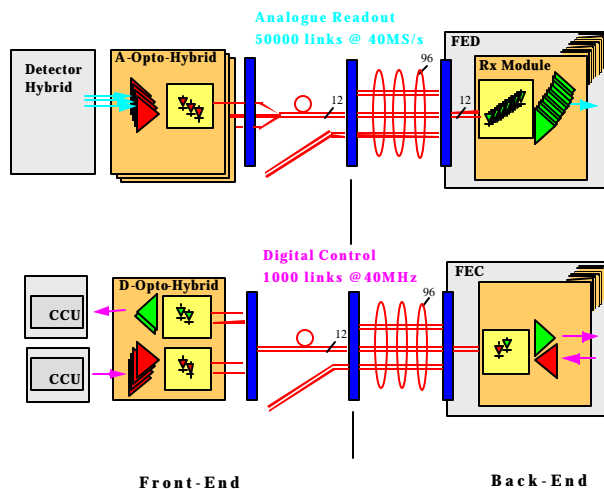 Analogue Readout
50000 links @ 40MS/s
Detector
Hybrid
A-Opto-Hybrid
12
96
12
FED
Rx Module
Digital Control
1000 links @40MHz
CCU
CCU
D-Opto-Hybrid
12
96
FEC
Front-End
Back-End